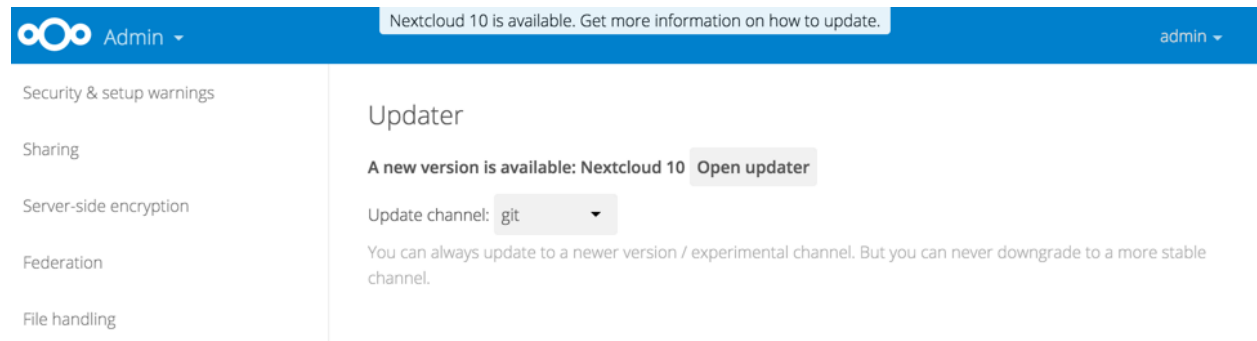 Nextcloud 10 is available. Get more information on how to update.
Admin
admin
Security & setup warnings
Sharing
Server-side encryption
Federation
File handling
Updater
A new version is available: Nextcloud 10 Open updater
Update channel: git
You can always update to a newer version / experimental channel. But you can never downgrade to a more stable
channel.